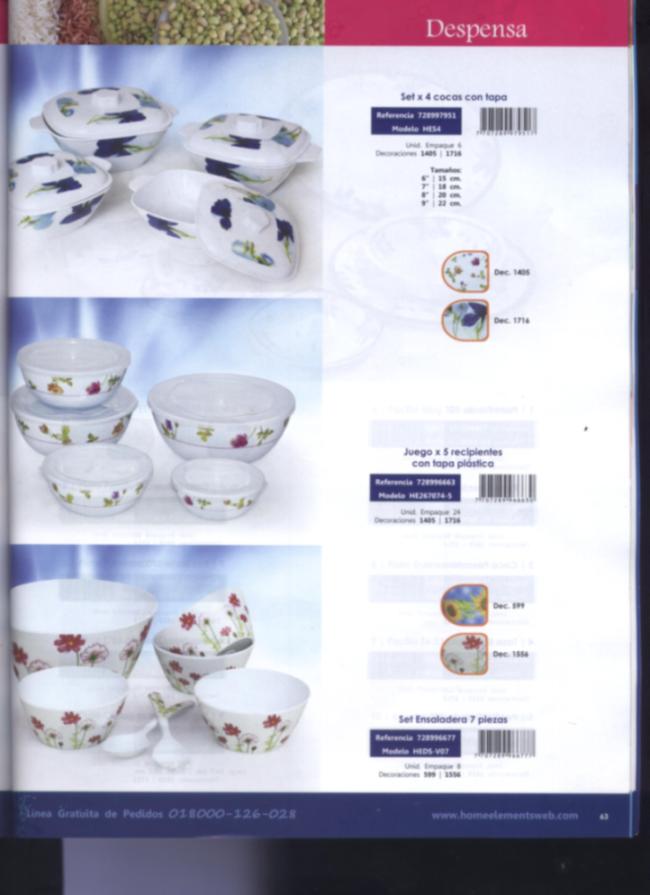 Despensa
Set x 4 cocas con tapa
Referencia 728997951
Modelo HES4
Unid. Empaque 6
Decoraciones 1405 | 1716
Tamaños:
6" | 15 cm.
7" | 18 cm.
8" | 20 cm.
9" | 22 cm.
Dec. 1405
Dec. 1716
Juego x 5 recipientes
con tapa plástica
Referencia 728996663
Modelo HE267074-5
Unid. Empaque 24
Decoraciones 1405 | 1716
Dec. 599
Dec. 1556
Set Ensaladera 7 piezas
Referencia 728996677
Modelo HEDS-V07
Unid. Empaque 8
Decoraciones 599 | 1556
Línea Gratuita de Pedidos 018000-126-028
www.homeelementsweb.com 63